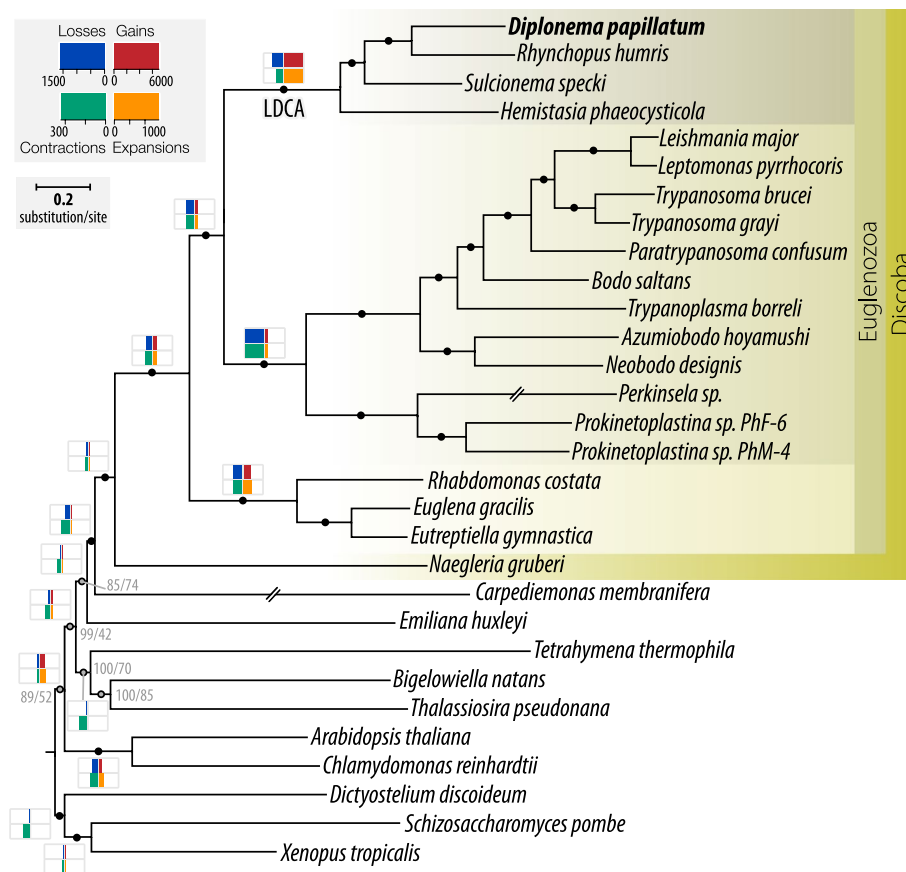 Losses Gains
1500 0 0 6000
300 0 0 1000
Contractions Expansions
0.2
substitution/site
LDCA
Diplonema papillatum
Rhynchopus humris
Sulcionema specki
Hemistasia phaeocysticola
Leishmania major
Leptomonas pyrrhocoris
Trypanosoma brucei
Trypanosoma grayi
Paratrypanosoma confusum
Bodo saltans
Trypanoplasma borreli
Azumiobodo hoyamushi
Neobodo designis
Perkinsela sp.
Prokinetoplastina sp. PhF-6
Prokinetoplastina sp. PhM-4
Rhabdomonas costata
Euglena gracilis
Eutreptiella gymnastica
Naegleria gruberi
Euglenozoa
Discoba
Carpediemonas membranifera
85/74
Emiliana huxleyi
99/42
Tetrahymena thermophila
100/70
Bigelowiella natans
89/52
100/85
Thalassiosira pseudonana
Arabidopsis thaliana
Chlamydomonas reinhardtii
Dictyostelium discoideum
Schizosaccharomyces pombe
Xenopus tropicalis